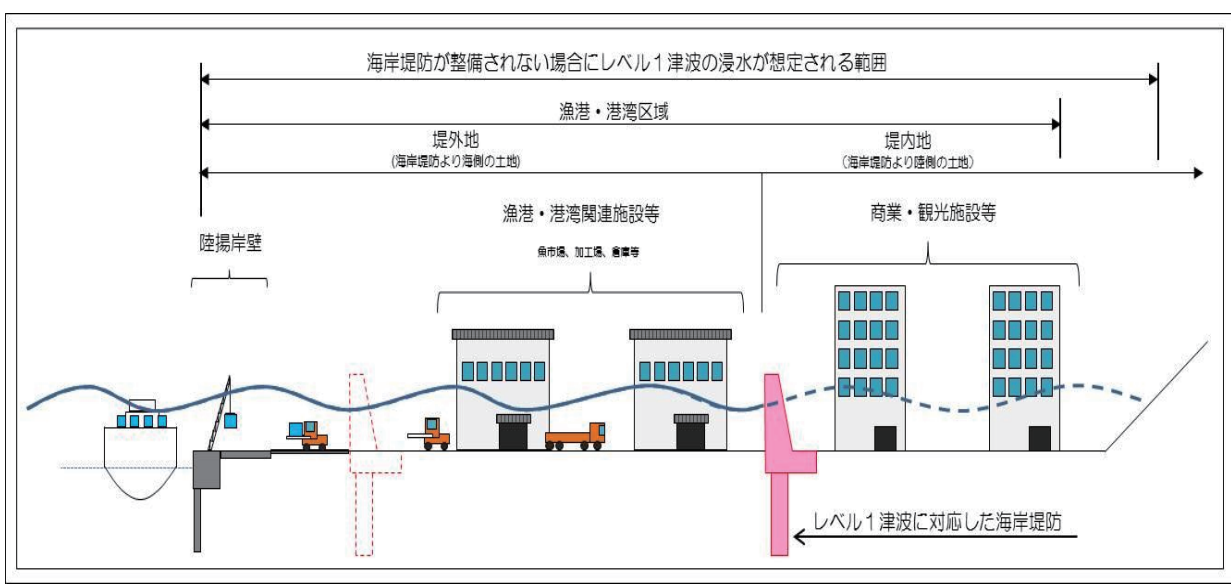 海岸堤防が整備されない場合にレベル１津波の浸水が想定される範囲
漁港・港湾区域
堤外地
(海岸堤防より海側の土地)
堤内地
（海岸堤防より陸側の土地）
漁港・港湾関連施設等
魚市場、加工場、倉庫等
商業・観光施設等
陸揚岸壁
レベル１津波に対応した海岸堤防